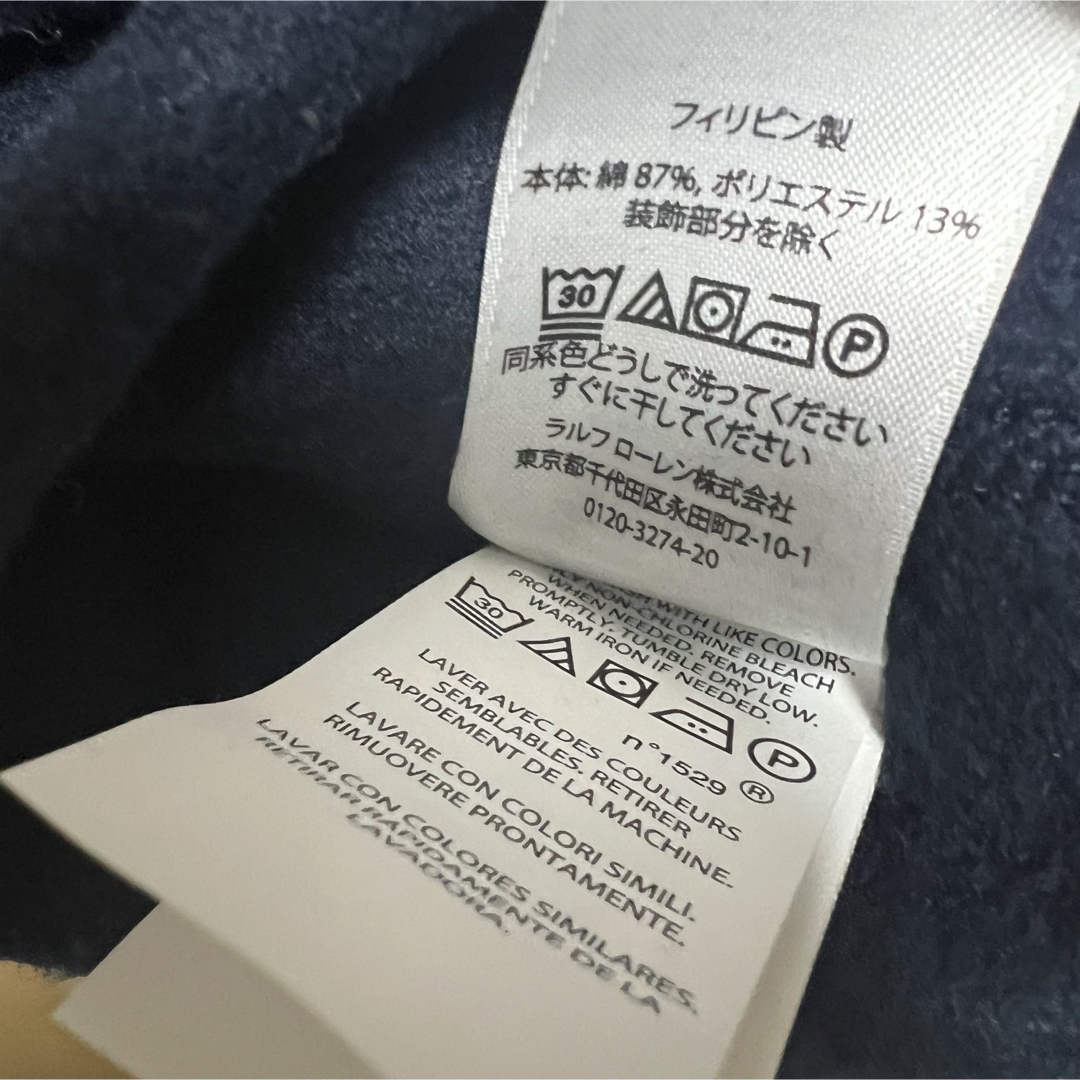 フィリピン製
本体: 綿 87%, ポリエステル 13%
装飾部分を除く
30
P
同系色どうしで洗ってください
すぐに干してください
ラルフ ローレン株式会社
東京都千代田区永田町2-10-1
0120-3274-20
WITH LIKE COLORS.
NON-CHLORINE BLEACH
WHEN NEEDED. REMOVE
PROMPTLY. TUMBLE DRY LOW.
WARM IRON IF NEEDED.
30
P
n°1529 ®
LAVER AVEC DES COULEURS
SEMBLABLES. RETIRER
RAPIDEMENT DE LA MACHINE.
LAVARE CON COLORI SIMILI.
RIMUOVERE PRONTAMENTE.
LAVAR CON COLORES SIMILARES.
RETIRAR RAPIDAMENTE DE LA
LAVADORA.